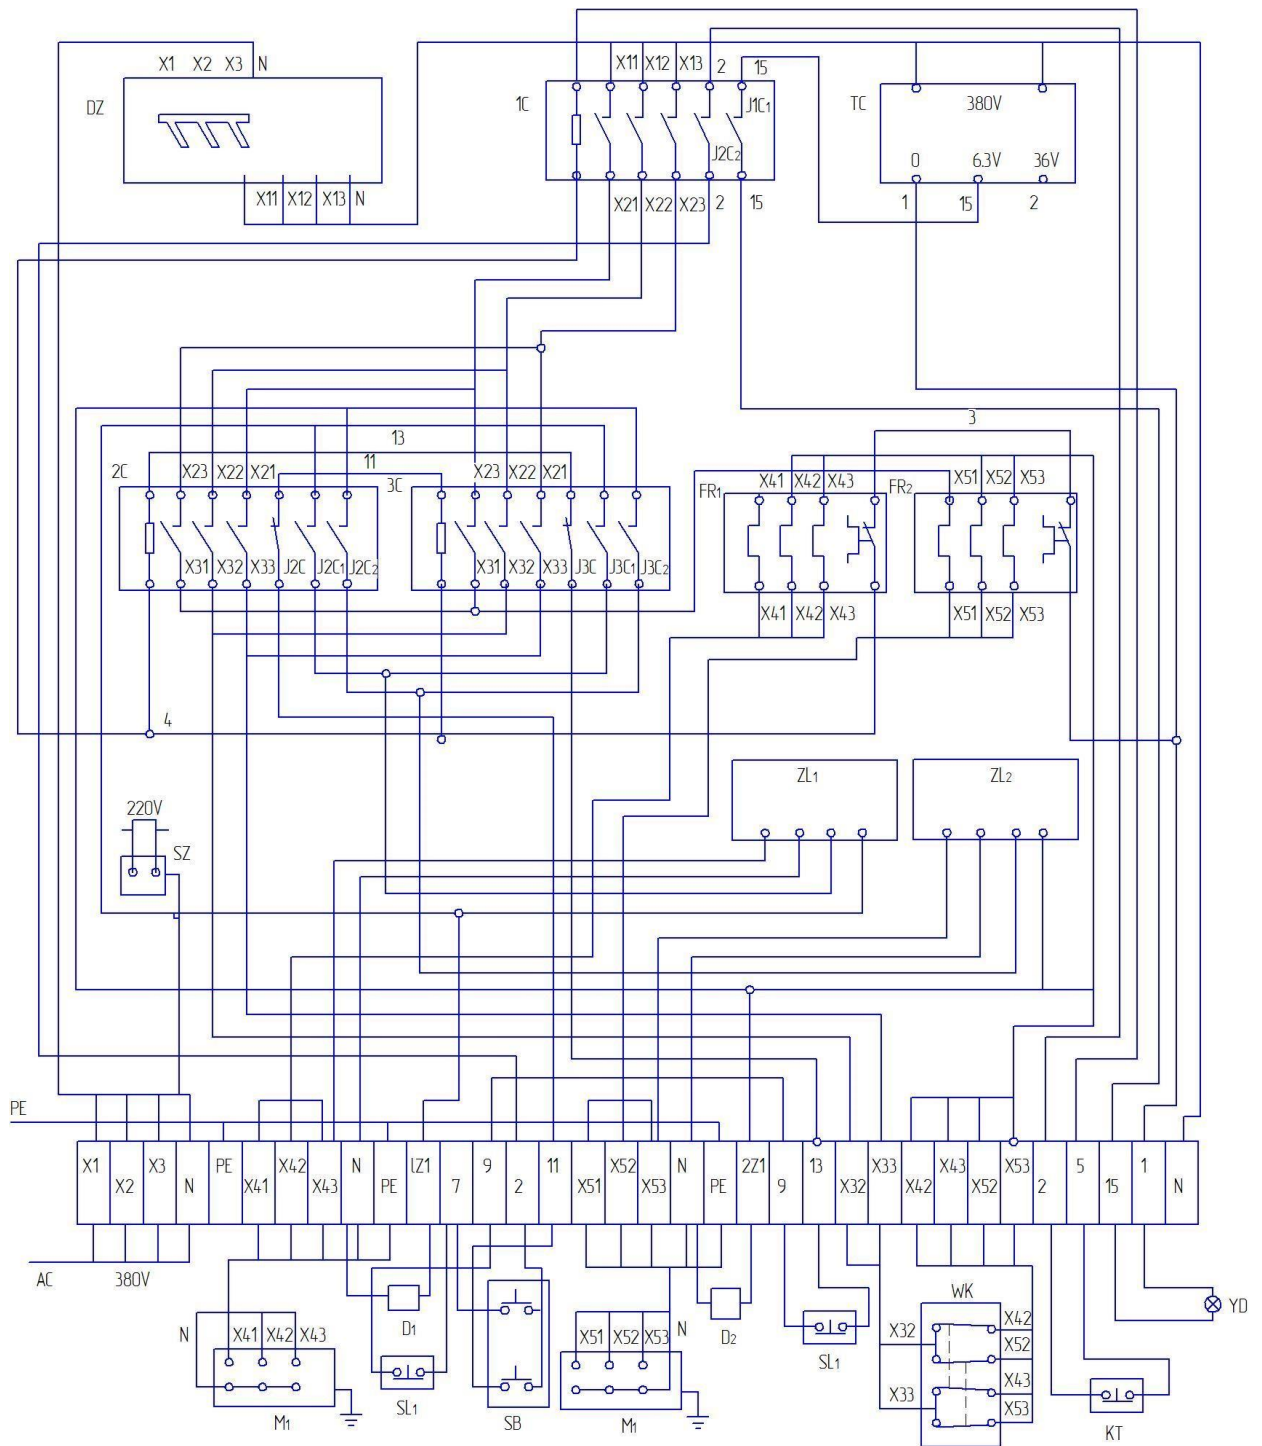 X1 X2 X3 N
DZ
X11 X12 X13 N
X11 X12 X13 2 15
1C
J1C1
J2C2
X21 X22 X23 2 15
TC
380V
0 6.3V 36V
1 15 2
3
13
11
2C
X23 X22 X21
3C
X23 X22 X21
X31 X32 X33 J2C J2C1 J2C2
X31 X32 X33 J3C J3C1 J3C2
FR1
X41 X42 X43
X41 X42 X43
FR2
X51 X52 X53
X51 X52 X53
4
220V
SZ
ZL1
ZL2
PE
X1 X2 X3 N PE X41 X42 X43 N PE 1Z1 7 9 2 11 X51 X52 X53 N PE 2Z1 9 13 X32 X33 X42 X43 X52 X53 2 5 15 1 N
AC 380V
N X41 X42 X43
M1
D1
SL1
SB
X51 X52 X53 N
M1
D2
SL1
WK
X32
X33
X42
X52
X43
X53
KT
YD